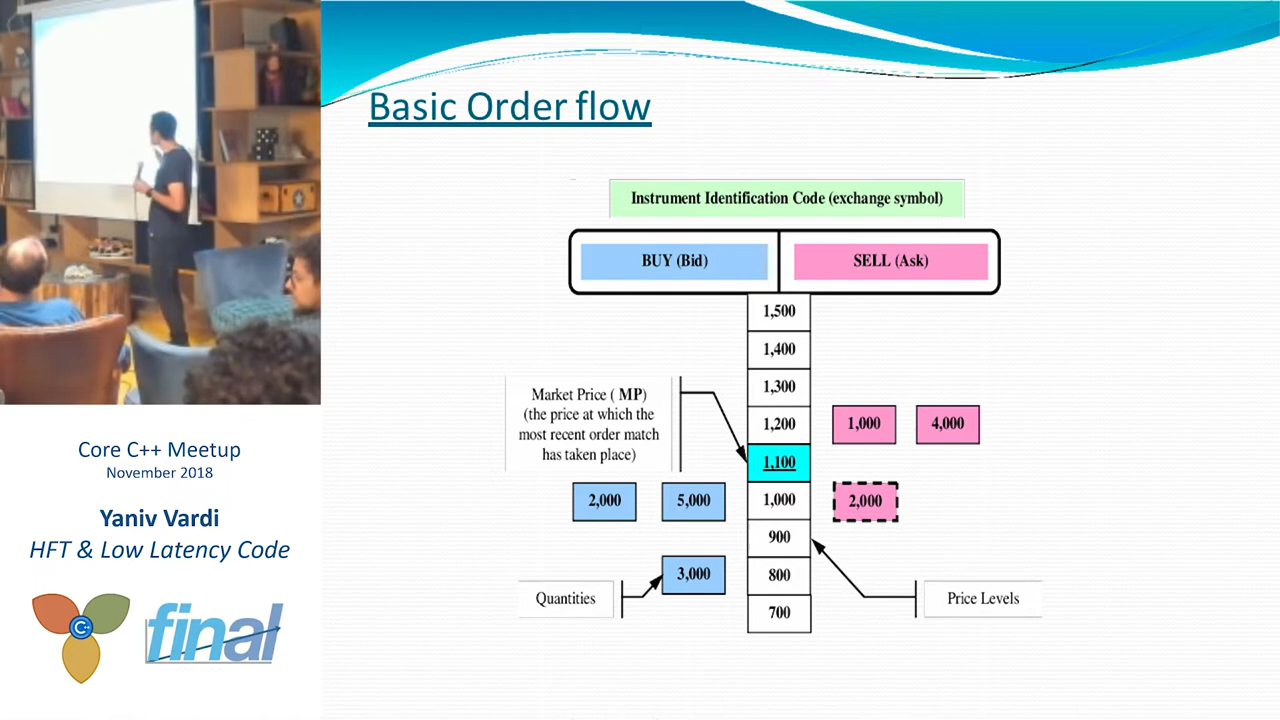 Basic Order flow
Instrument Identification Code (exchange symbol)
BUY (Bid)
SELL (Ask)
1,500
1,400
1,300
Market Price ( MP)
(the price at which the
most recent order match
has taken place)
1,200
1,000
4,000
1,100
2,000
5,000
1,000
2,000
900
3,000
800
Quantities
700
Price Levels
Core C++ Meetup
November 2018
Yaniv Vardi
HFT & Low Latency Code
C++
final